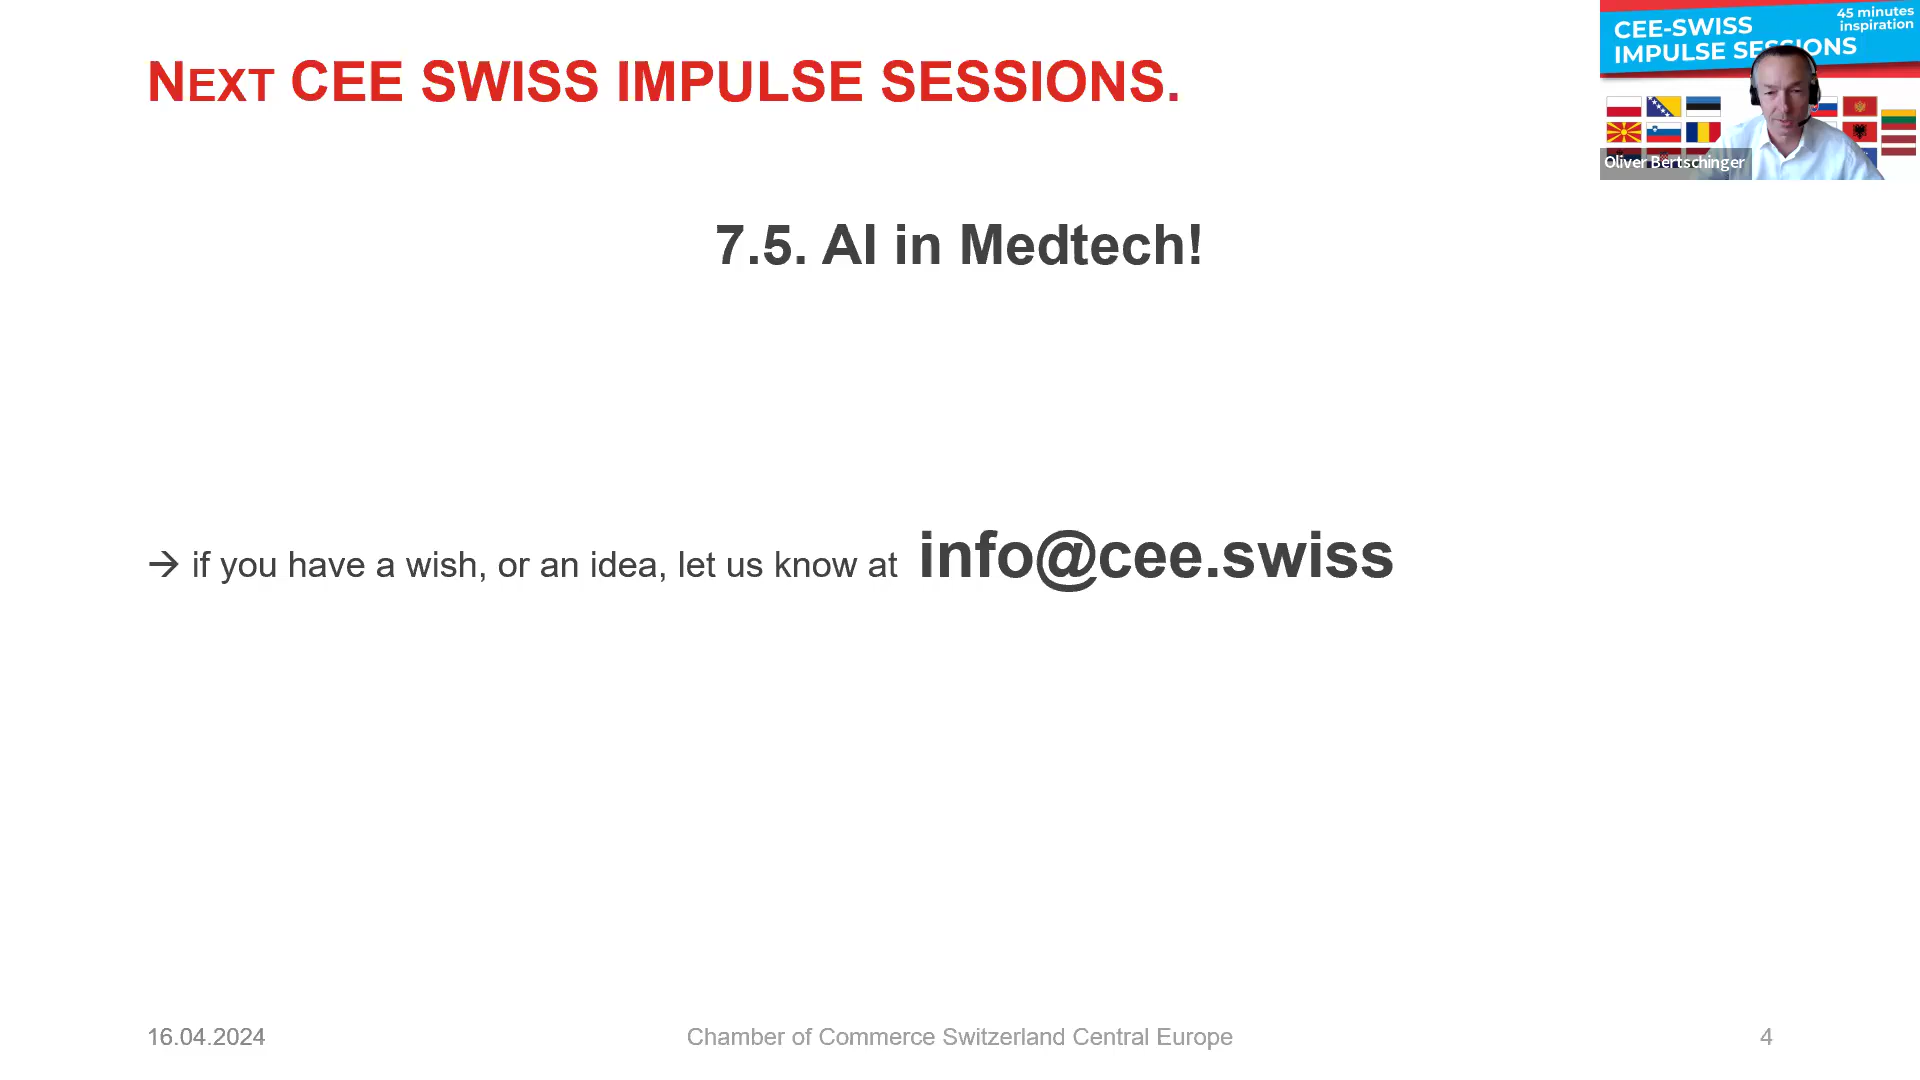 NEXT CEE SWISS IMPULSE SESSIONS.
CEE-SWISS
45 minutes
inspiration
IMPULSE SESSIONS
Oliver Bertschinger
7.5. AI in Medtech!
→ if you have a wish, or an idea, let us know at info@cee.swiss
16.04.2024
Chamber of Commerce Switzerland Central Europe
4